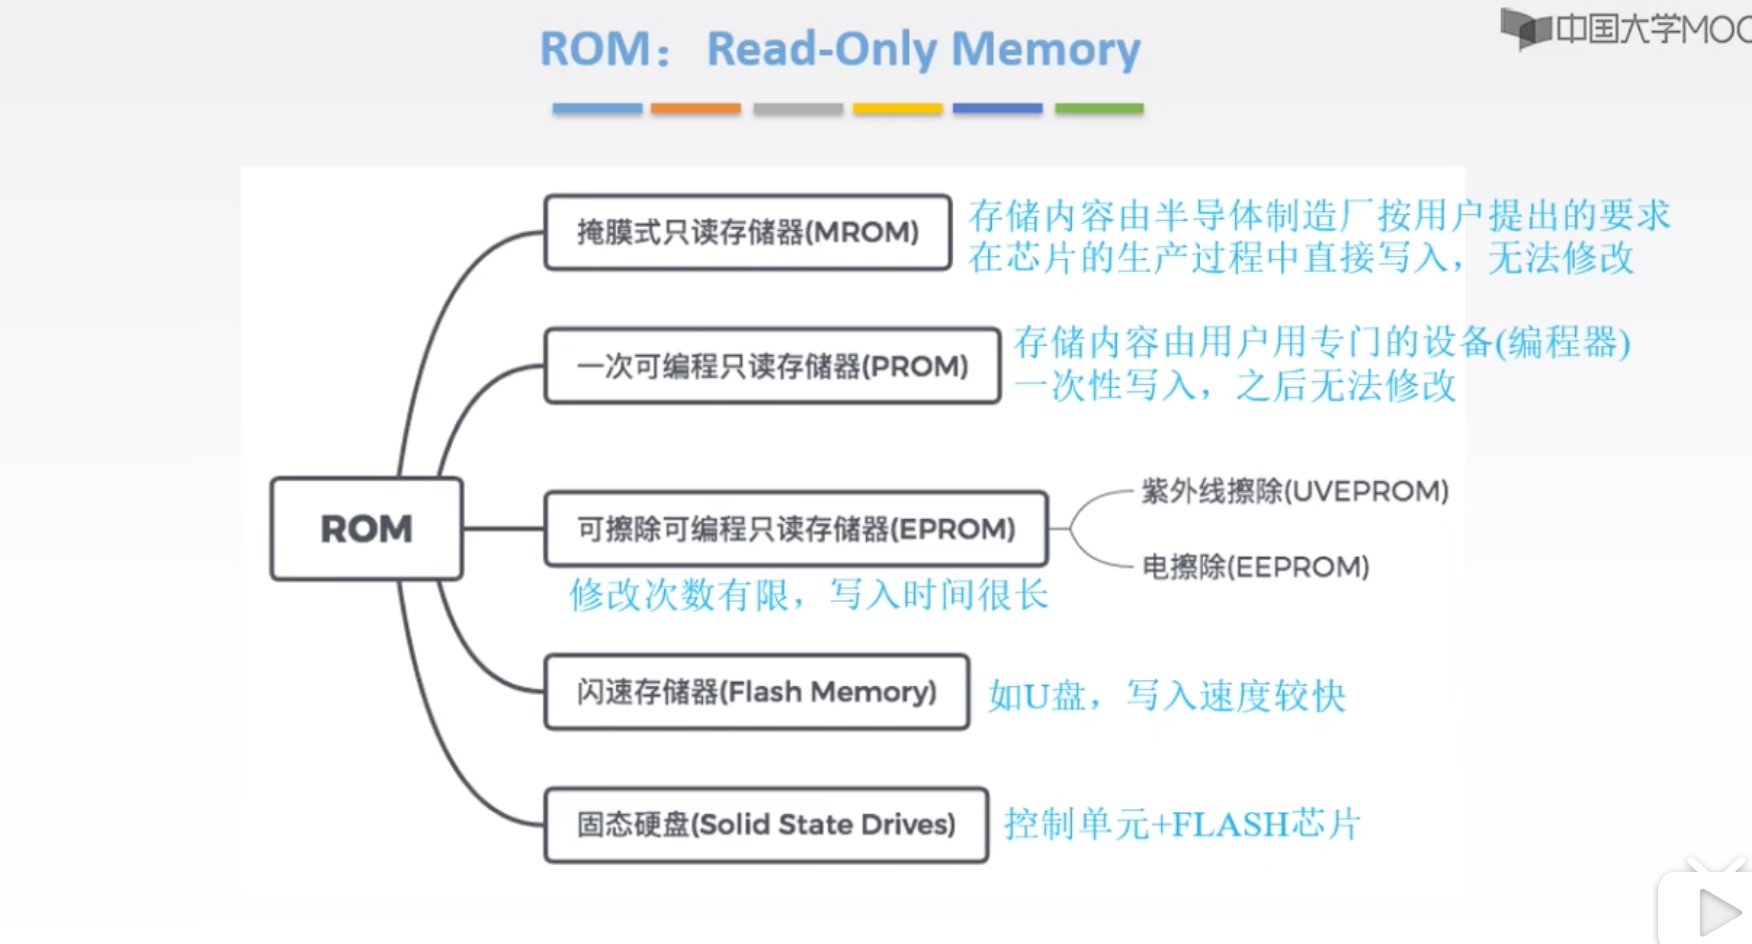 ROM： Read-Only Memory
中国大学MOO
掩膜式只读存储器(MROM)
存储内容由半导体制造厂按用户提出的要求
在芯片的生产过程中直接写入，无法修改
一次可编程只读存储器(PROM)
存储内容由用户用专门的设备(编程器)
一次性写入，之后无法修改
ROM
可擦除可编程只读存储器(EPROM)
紫外线擦除(UVEPROM)
电擦除(EEPROM)
修改次数有限，写入时间很长
闪速存储器(Flash Memory)
如U盘，写入速度较快
固态硬盘(Solid State Drives)
控制单元+FLASH芯片